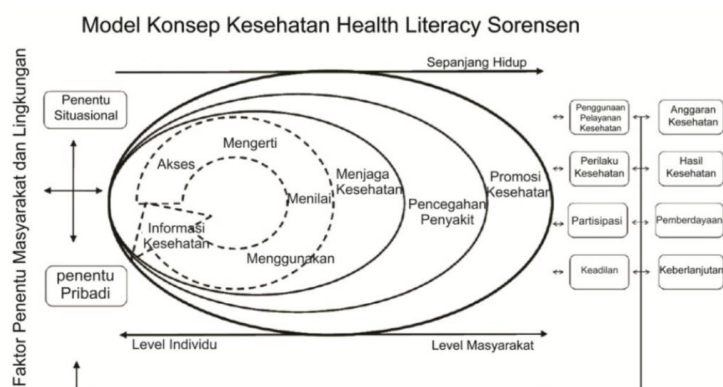 Model Konsep Kesehatan Health Literacy Sorensen
Faktor Penentu Masyarakat dan Lingkungan
Sepanjang Hidup
Penentu
Situasional
penentu
Pribadi
Akses
Mengerti
Menilai
Informasi
Kesehatan
Menggunakan
Menjaga
Kesehatan
Pencegahan
Penyakit
Promosi
Kesehatan
Level Individu
Level Masyarakat
Penggunaan
Pelayanan
Kesehatan
Anggaran
Kesehatan
Perilaku
Kesehatan
Hasil
Kesehatan
Partisipasi
Pemberdayaan
Keadilan
Keberlanjutan